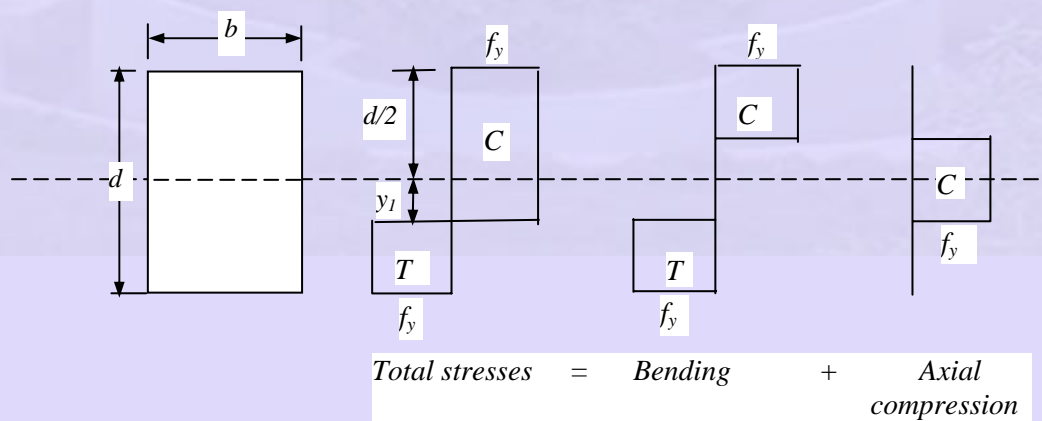 b
f_y
f_y
d/2
C
C
d
C
y_1
f_y
T
T
f_y
f_y
Total stresses = Bending + Axial
compression